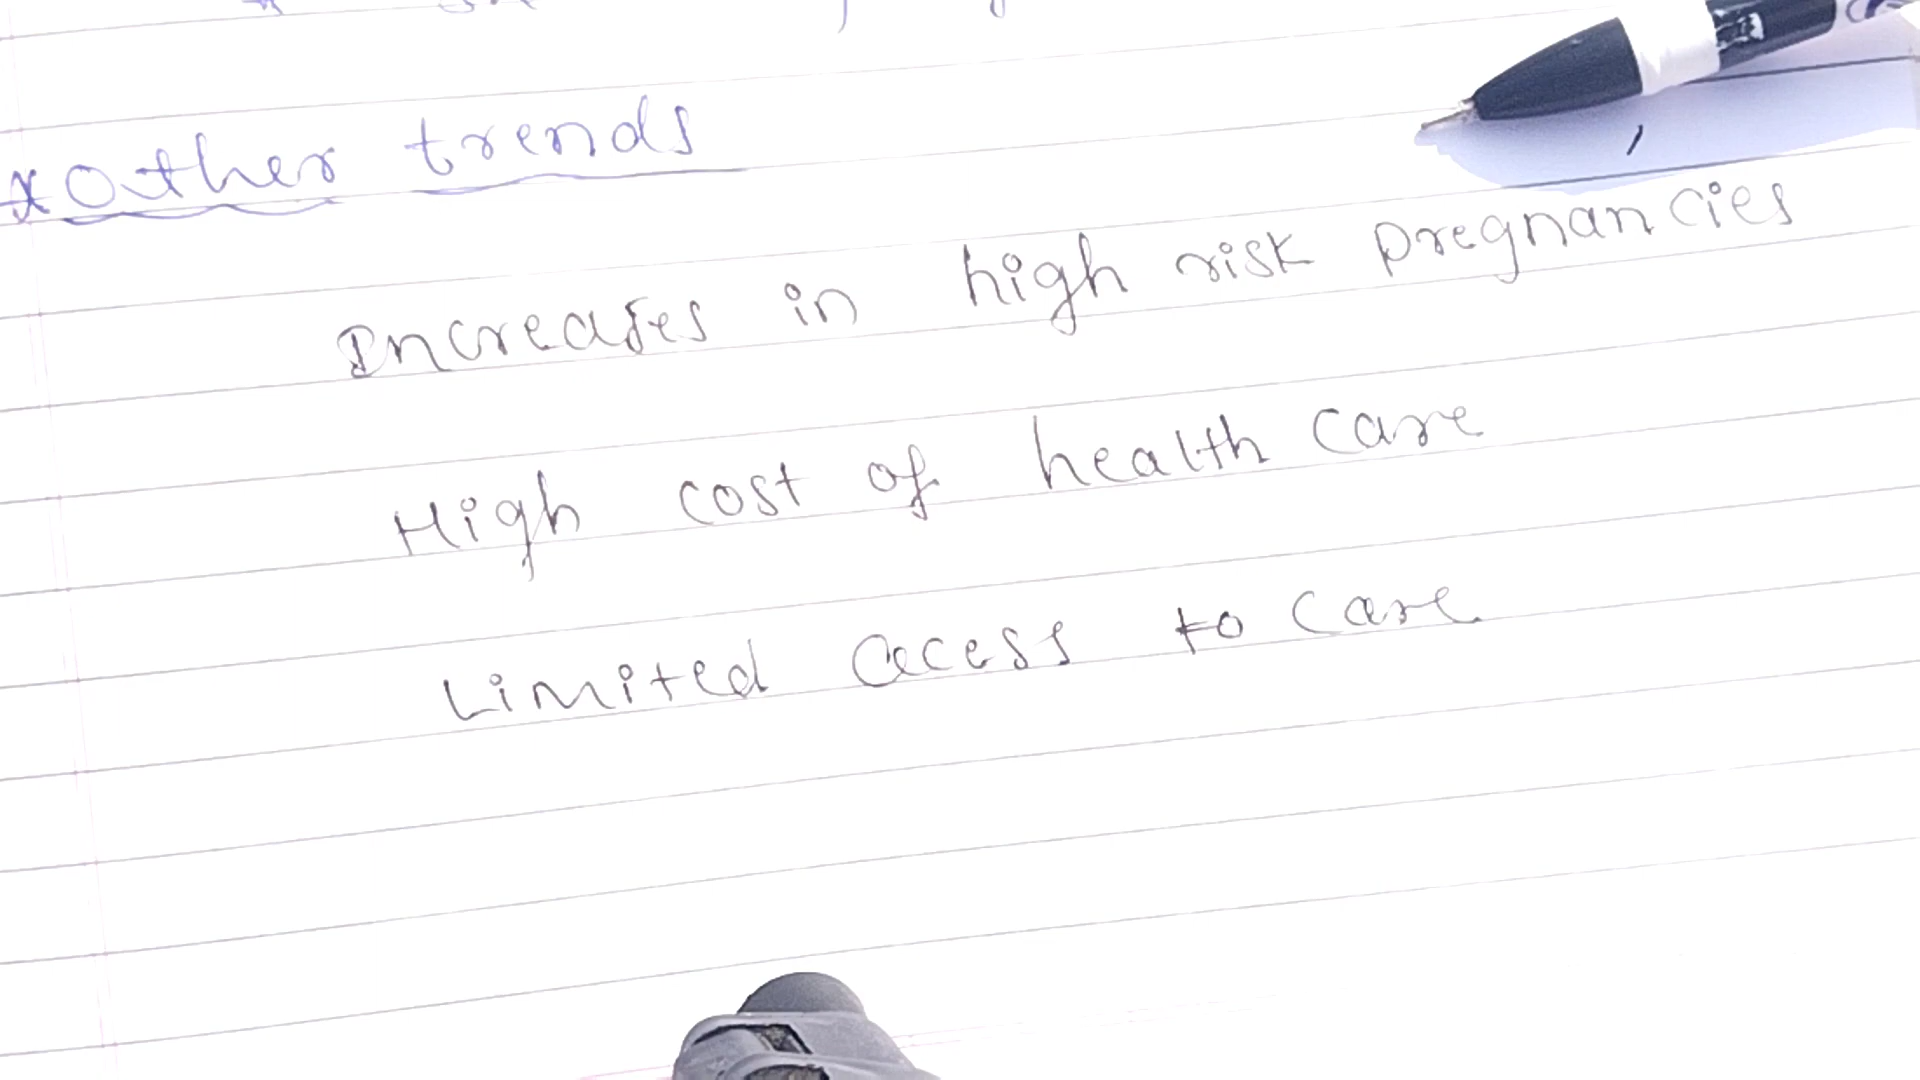 * Other trends
Increases in high risk pregnancies
High cost of health care
Limited acess to care